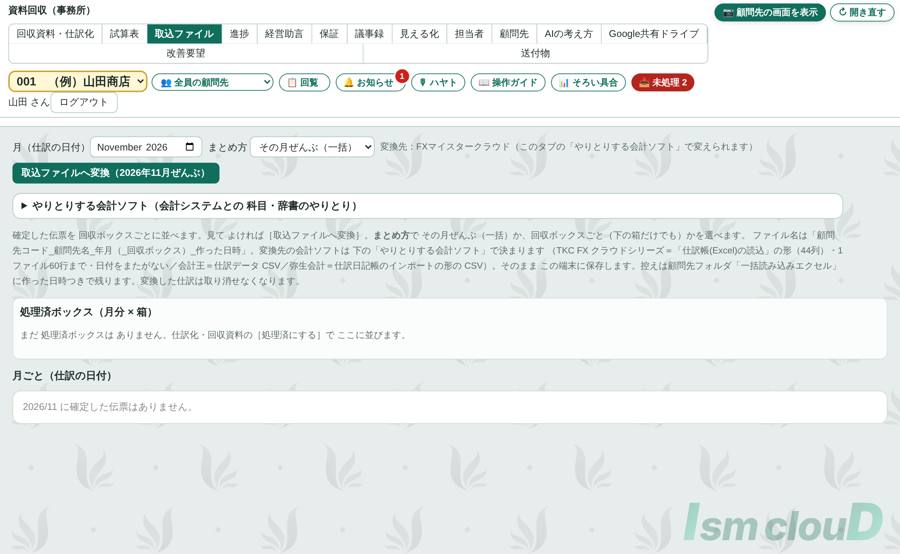 資料回収（事務所）
📷 顧問先の画面を表示
↻ 開き直す
回収資料・仕訳化 試算表 取込ファイル 進捗 経営助言 保証 議事録 見える化 担当者 顧問先 AIの考え方 Google共有ドライブ
改善要望 送付物
001 （例）山田商店 👥 全員の顧問先 📋 回覧 🔔 お知らせ 1 🎙 ハヤト 📖 操作ガイド 📊 そろい具合 📥 未処理 2
山田 さん ログアウト
月（仕訳の日付） November 2026 まとめ方 その月ぜんぶ（一括） 変換先：FXマイスタークラウド（このタブの「やりとりする会計ソフト」で変えられます）
取込ファイルへ変換（2026年11月ぜんぶ）
▶ やりとりする会計ソフト（会計システムとの 科目・辞書のやりとり）
確定した伝票を 回収ボックスごとに並べます。見て よければ［取込ファイルへ変換］。まとめ方で その月ぜんぶ（一括）か、回収ボックスごと（下の箱だけでも）かを選べます。 ファイル名は「顧問
先コード_顧問先名_年月（_回収ボックス）_作った日時」。変換先の会計ソフトは 下の「やりとりする会計ソフト」で決まります （TKC FX クラウドシリーズ＝「仕訳帳(Excel)の読込」の形（44列）・1
ファイル60行まで・日付をまたがない／会計王＝仕訳データ CSV／弥生会計＝仕訳日記帳のインポートの形の CSV）。そのまま この端末に保存します。控えは顧問先フォルダ「一括読み込みエクセル」
に作った日時つきで残ります。変換した仕訳は取り消せなくなります。
処理済ボックス（月分 × 箱）
まだ 処理済ボックスは ありません。仕訳化・回収資料の［処理済にする］で ここに並びます。
月ごと（仕訳の日付）
2026/11 に確定した伝票はありません。
Ism clouD